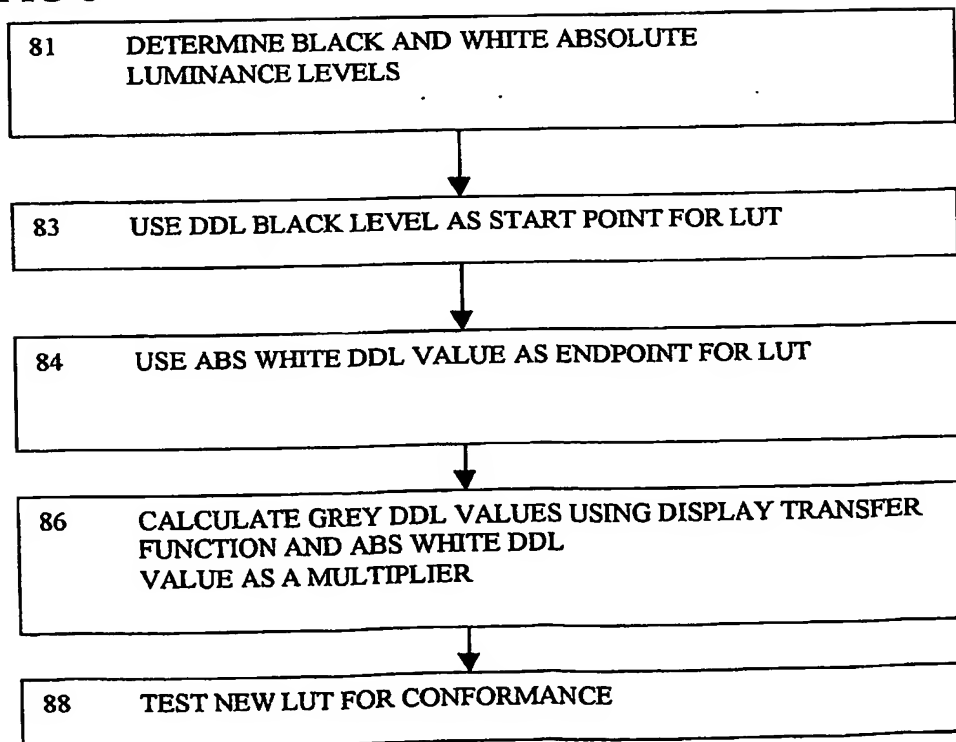 81 DETERMINE BLACK AND WHITE ABSOLUTE
LUMINANCE LEVELS
83 USE DDL BLACK LEVEL AS START POINT FOR LUT
84 USE ABS WHITE DDL VALUE AS ENDPOINT FOR LUT
86 CALCULATE GREY DDL VALUES USING DISPLAY TRANSFER
FUNCTION AND ABS WHITE DDL
VALUE AS A MULTIPLIER
88 TEST NEW LUT FOR CONFORMANCE